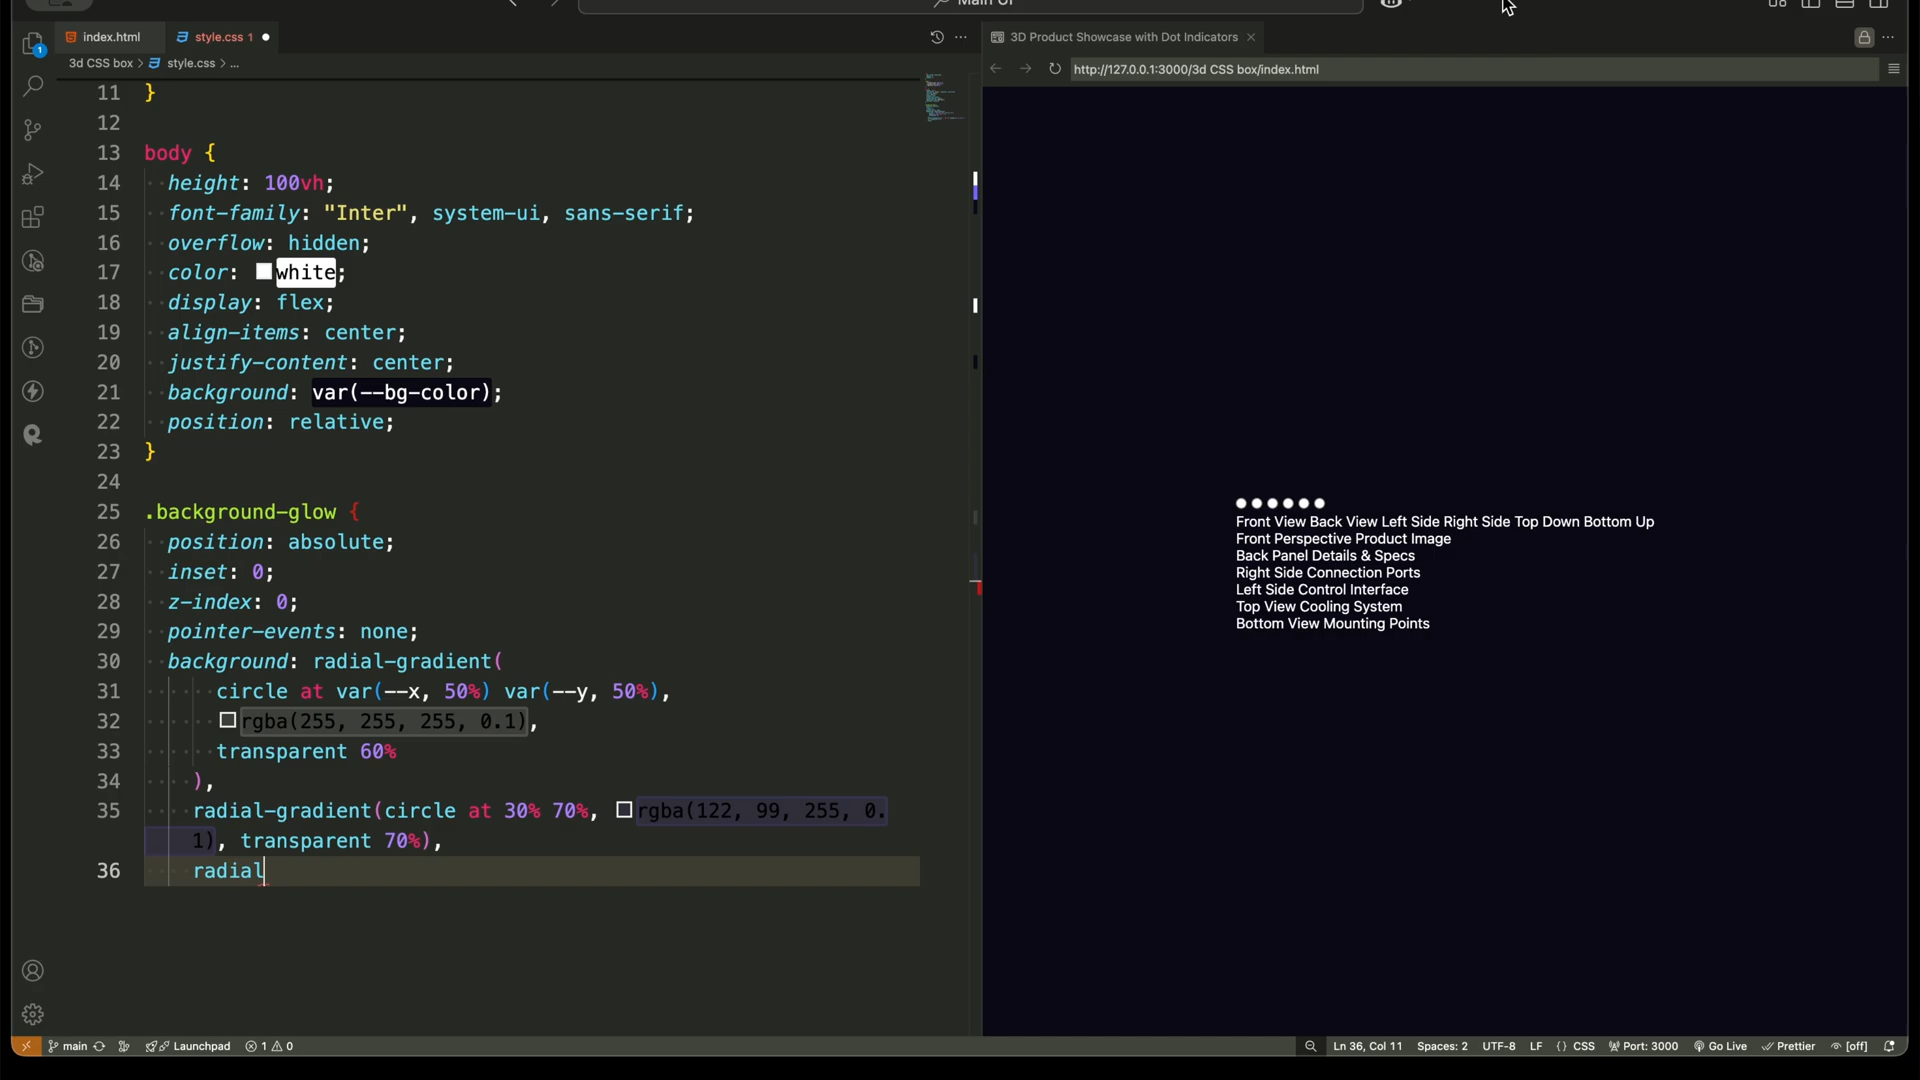 Main UI
index.html
style.css 1
3D Product Showcase with Dot Indicators
3d CSS box > style.css > ...
http://127.0.0.1:3000/3d CSS box/index.html
11 }
12
13 body {
14 height: 100vh;
15 font-family: "Inter", system-ui, sans-serif;
16 overflow: hidden;
17 color: white;
18 display: flex;
19 align-items: center;
20 justify-content: center;
21 background: var(--bg-color);
22 position: relative;
23 }
24
25 .background-glow {
26 position: absolute;
27 inset: 0;
28 z-index: 0;
29 pointer-events: none;
30 background: radial-gradient(
31 circle at var(--x, 50%) var(--y, 50%),
32 rgba(255, 255, 255, 0.1),
33 transparent 60%
34 ),
35 radial-gradient(circle at 30% 70%, rgba(122, 99, 255, 0.
1), transparent 70%),
36 radial
Front View Back View Left Side Right Side Top Down Bottom Up
Front Perspective Product Image
Back Panel Details & Specs
Right Side Connection Ports
Left Side Control Interface
Top View Cooling System
Bottom View Mounting Points
1
main Launchpad 1 0 Ln 36, Col 11 Spaces: 2 UTF-8 LF {} CSS Port: 3000 Go Live Prettier [off]